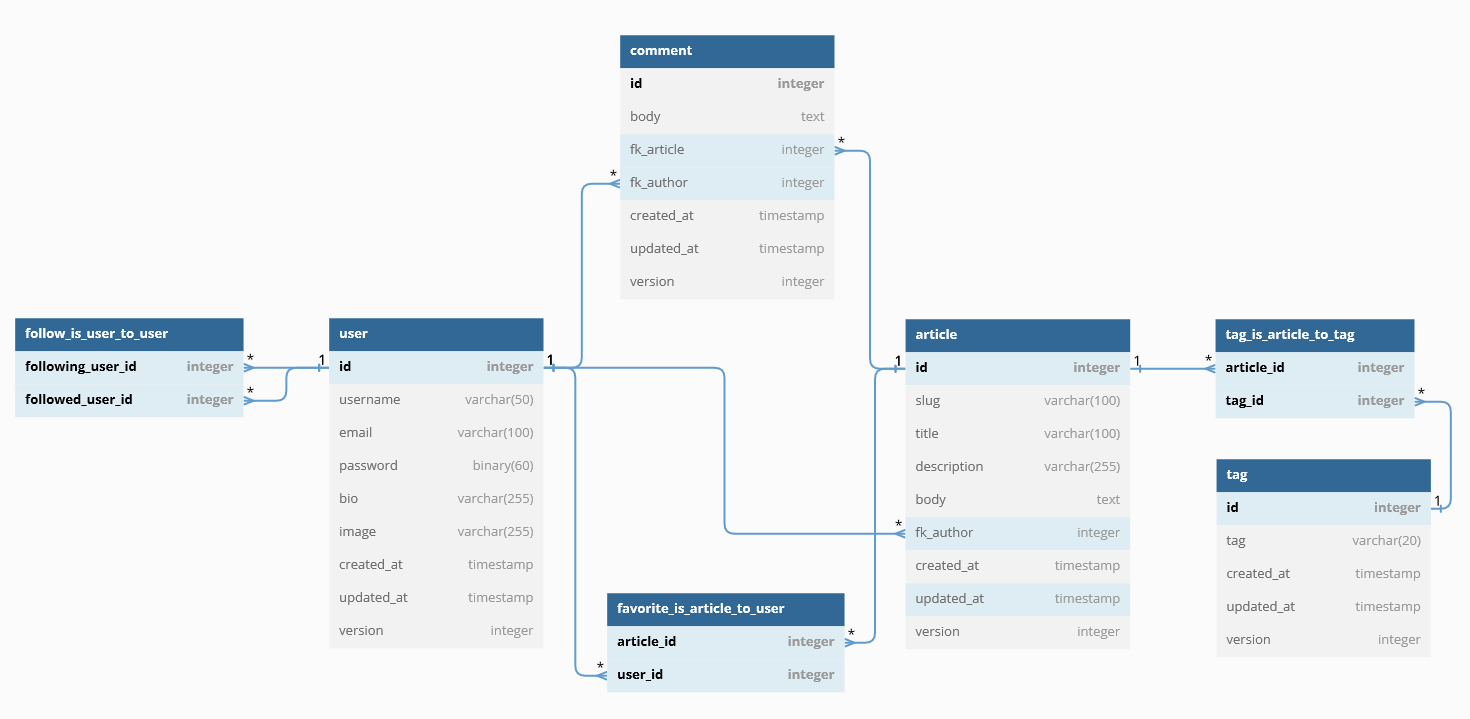 comment
id integer
body text
fk_article integer *
* fk_author integer
created_at timestamp
updated_at timestamp
version integer
follow_is_user_to_user
following_user_id integer *
followed_user_id integer *
user
1 id integer 1
username varchar(50)
email varchar(100)
password binary(60)
bio varchar(255)
image varchar(255)
created_at timestamp
updated_at timestamp
version integer
favorite_is_article_to_user
article_id integer *
* user_id integer
article
1 id integer 1
slug varchar(100)
title varchar(100)
description varchar(255)
body text
* fk_author integer
created_at timestamp
updated_at timestamp
version integer
tag_is_article_to_tag
* article_id integer
tag_id integer *
tag
id integer 1
tag varchar(20)
created_at timestamp
updated_at timestamp
version integer